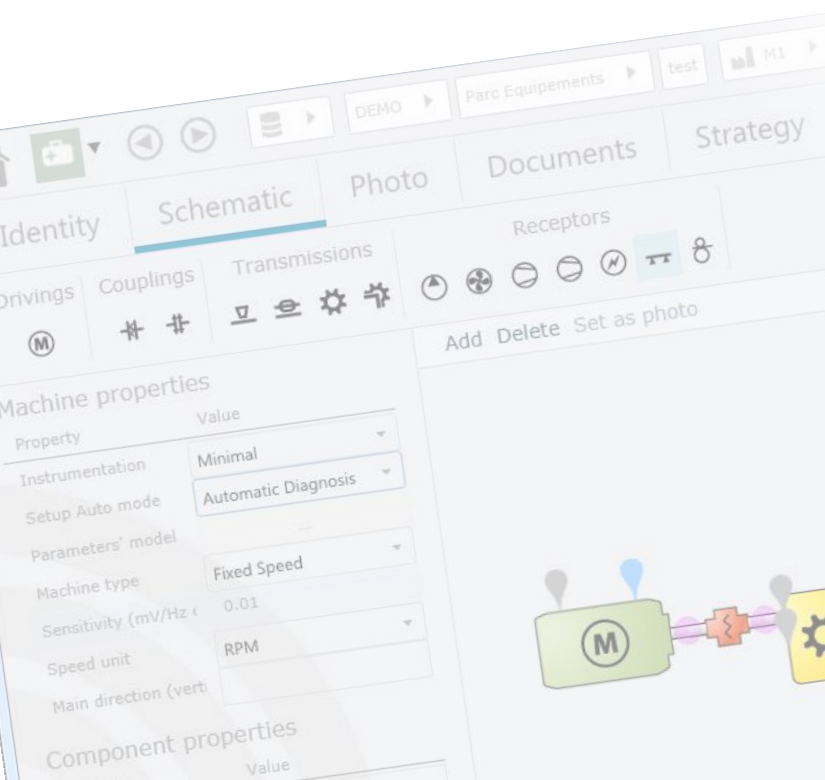 DEMO
Parc Equipements
test
M1
Identity
Schematic
Photo
Documents
Strategy
Drivings
Couplings
Transmissions
Receptors
M
Add Delete Set as photo
Machine properties
Property Value
Instrumentation Minimal
Setup Auto mode Automatic Diagnosis
Parameters' model ...
Machine type Fixed Speed
Sensitivity (mV/Hz 0.01
Speed unit RPM
Main direction (verti
M
Component properties
Value